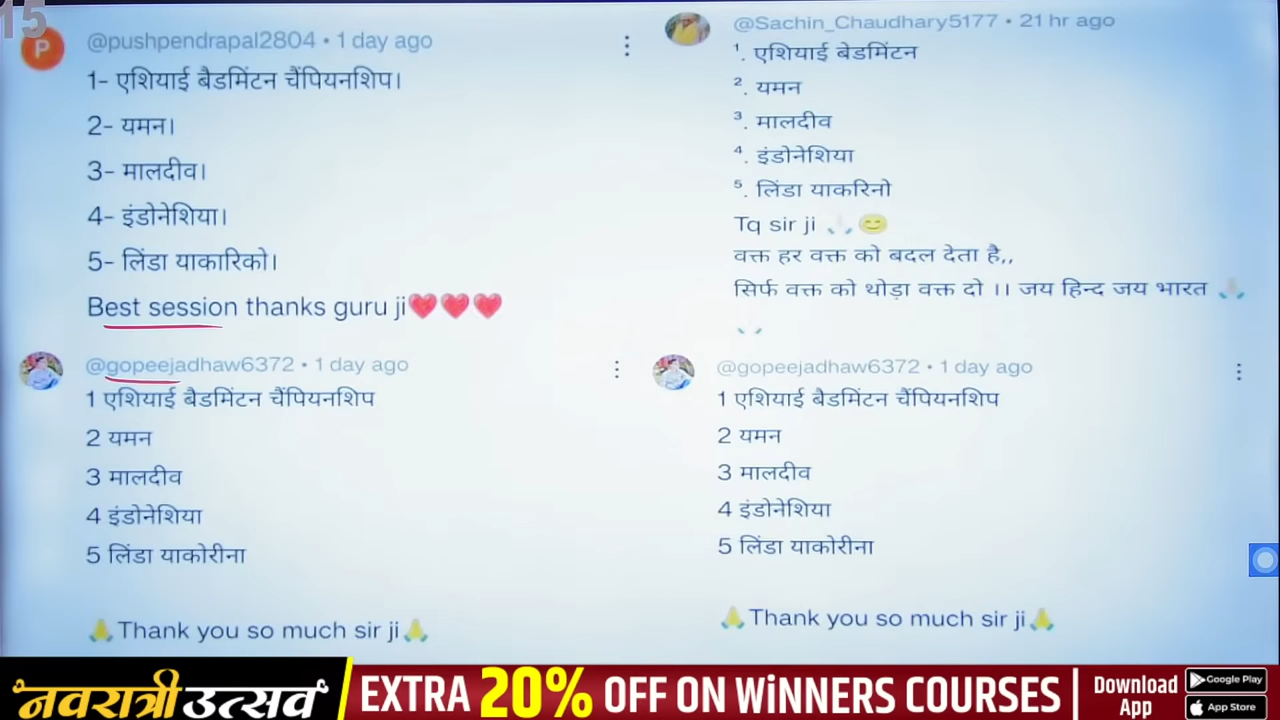 15
P
@pushpendrapal2804 • 1 day ago
1- एशियाई बैडमिंटन चैंपियनशिप।
2- यमन।
3- मालदीव।
4- इंडोनेशिया।
5- लिंडा याकारिको।
Best session thanks guru ji❤️❤️❤️
@Sachin_Chaudhary5177 • 21 hr ago
¹. एशियाई बेडमिंटन
². यमन
³. मालदीव
⁴. इंडोनेशिया
⁵. लिंडा याकरिनो
Tq sir ji 🙏🏻😊
वक्त हर वक्त को बदल देता है,,
सिर्फ वक्त को थोड़ा वक्त दो ।। जय हिन्द जय भारत 🙏🏻
🙏🏻
@gopeejadhaw6372 • 1 day ago
1 एशियाई बैडमिंटन चैंपियनशिप
2 यमन
3 मालदीव
4 इंडोनेशिया
5 लिंडा याकोरीना
🙏Thank you so much sir ji🙏
@gopeejadhaw6372 • 1 day ago
1 एशियाई बैडमिंटन चैंपियनशिप
2 यमन
3 मालदीव
4 इंडोनेशिया
5 लिंडा याकोरीना
🙏Thank you so much sir ji🙏
नवरात्री उत्सव
EXTRA 20% OFF ON WiNNERS COURSES
Download
App
Google Play
App Store